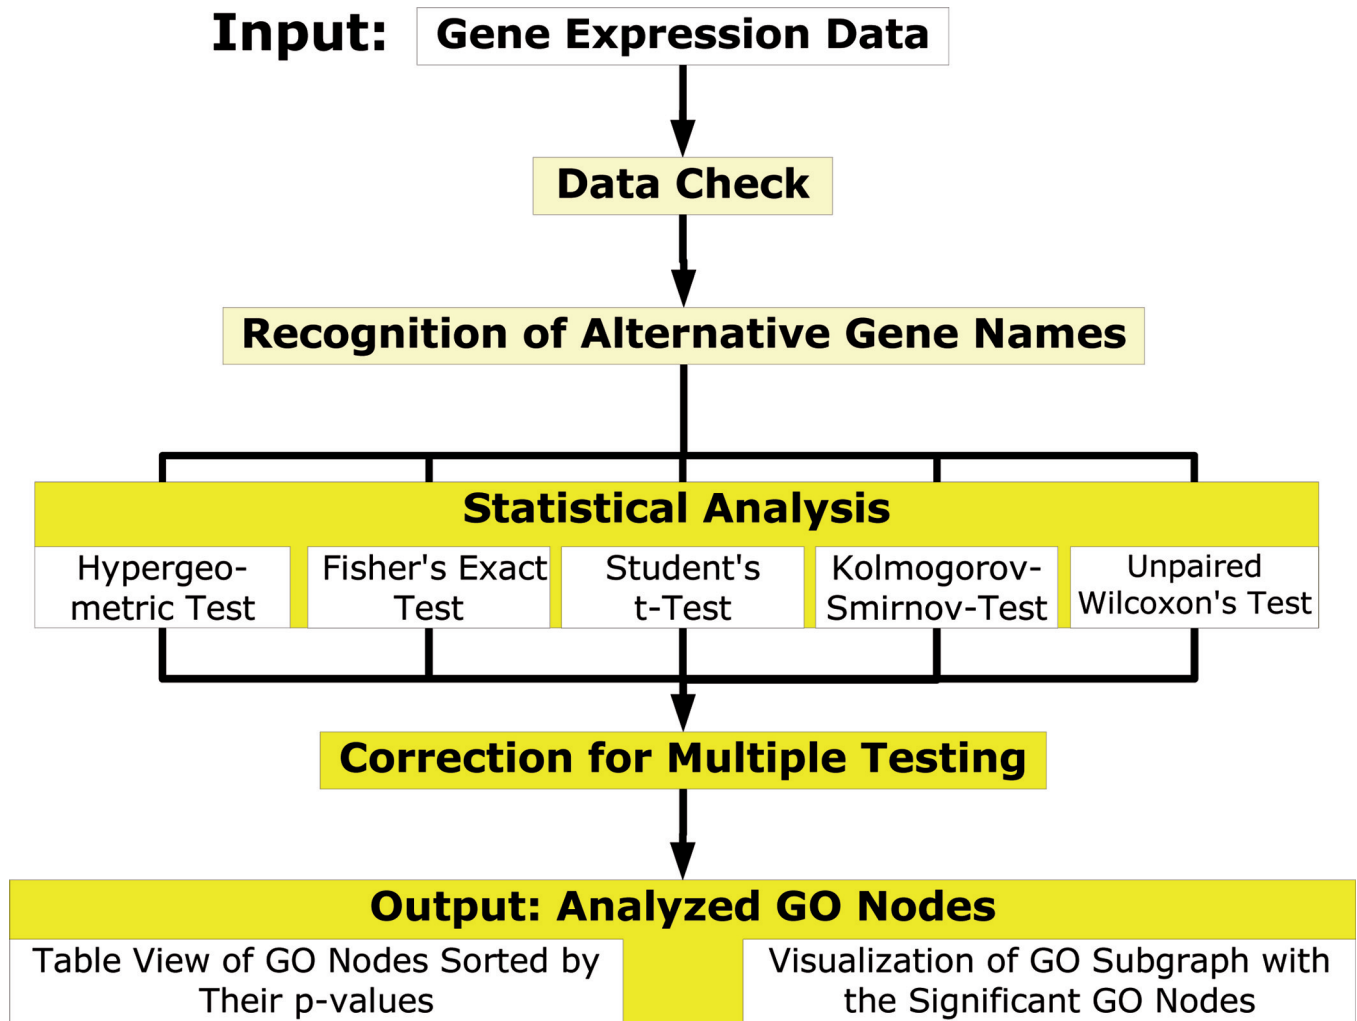 Input: Gene Expression Data
Data Check
Recognition of Alternative Gene Names
Statistical Analysis
Hypergeo-
metric Test
Fisher's Exact
Test
Student's
t-Test
Kolmogorov-
Smirnov-Test
Unpaired
Wilcoxon's Test
Correction for Multiple Testing
Output: Analyzed GO Nodes
Table View of GO Nodes Sorted by
Their p-values
Visualization of GO Subgraph with
the Significant GO Nodes